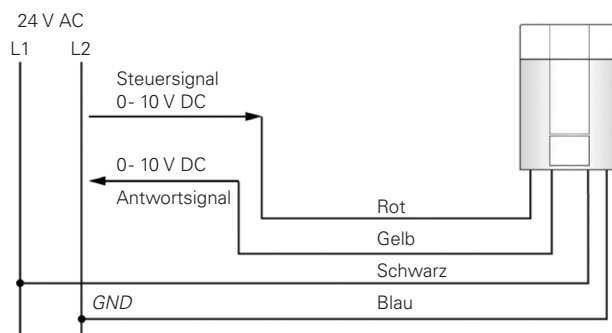 24 V AC
L1 L2
Steuersignal
0- 10 V DC
0- 10 V DC
Antwortsignal
Rot
Gelb
Schwarz
GND Blau